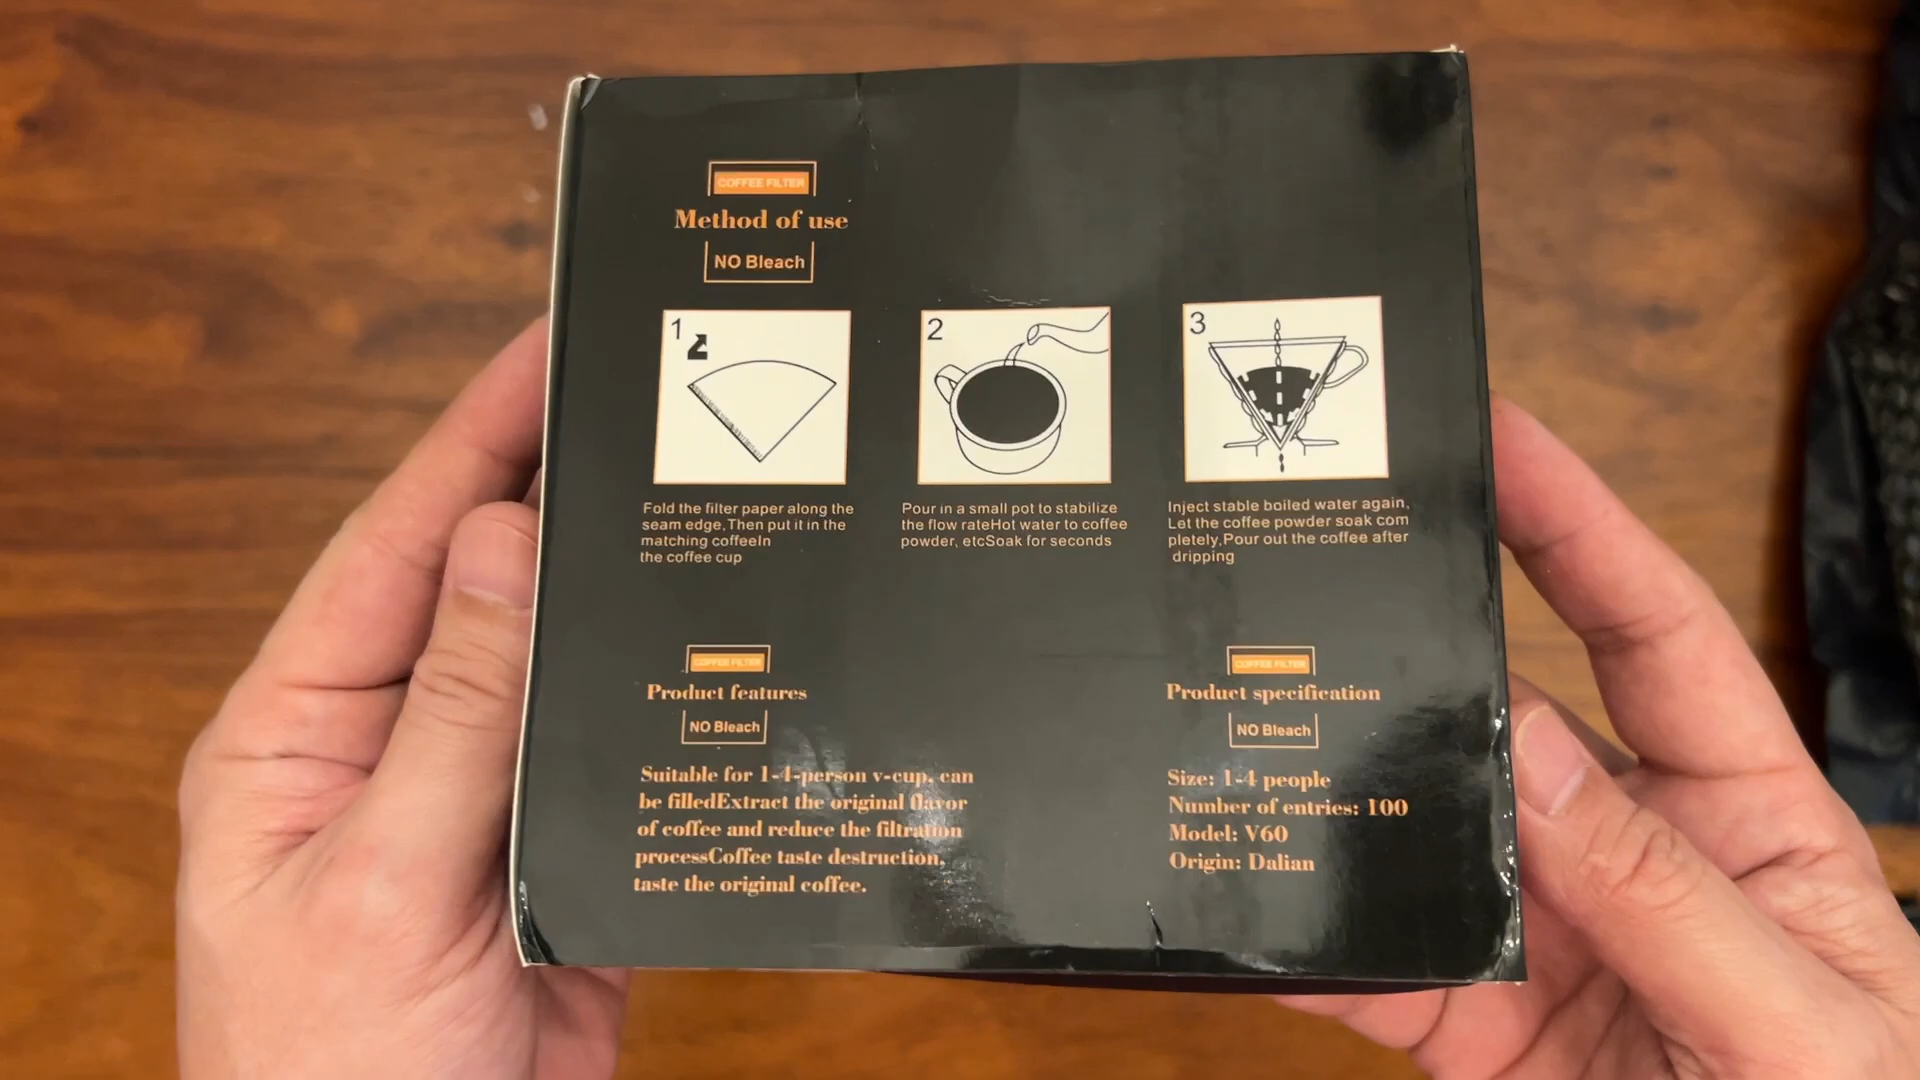 COFFEE FILTER
Method of use
NO Bleach
1
2
3
Fold the filter paper along the
seam edge,Then put it in the
matching coffeeIn
the coffee cup
Pour in a small pot to stabilize
the flow rateHot water to coffee
powder, etcSoak for seconds
Inject stable boiled water again,
Let the coffee powder soak com
pletely,Pour out the coffee after
dripping
COFFEE FILTER
Product features
NO Bleach
Suitable for 1-4-person v-cup, can
be filledExtract the original flavor
of coffee and reduce the filtration
processCoffee taste destruction,
taste the original coffee.
COFFEE FILTER
Product specification
NO Bleach
Size: 1-4 people
Number of entries: 100
Model: V60
Origin: Dalian